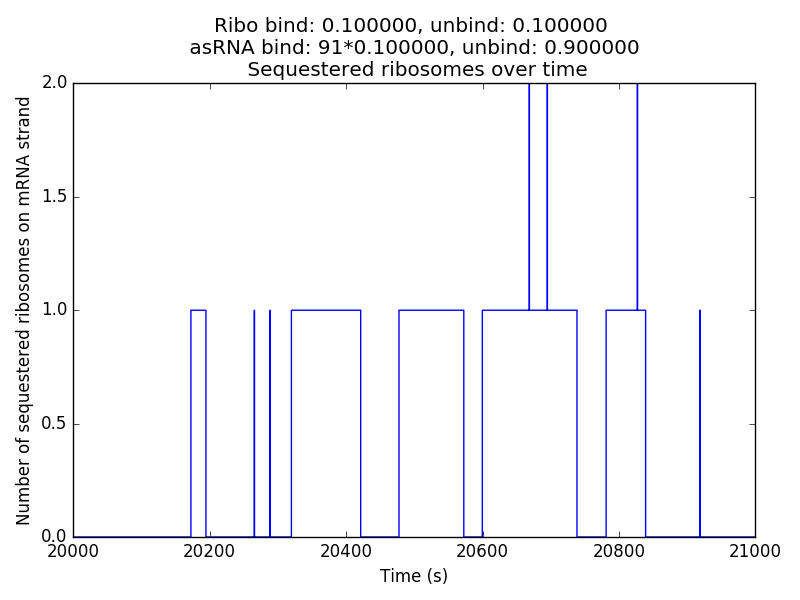 Ribo bind: 0.100000, unbind: 0.100000
asRNA bind: 91*0.100000, unbind: 0.900000
Sequestered ribosomes over time
Number of sequestered ribosomes on mRNA strand
2.0
1.5
1.0
0.5
0.0
20000 20200 20400 20600 20800 21000
Time (s)